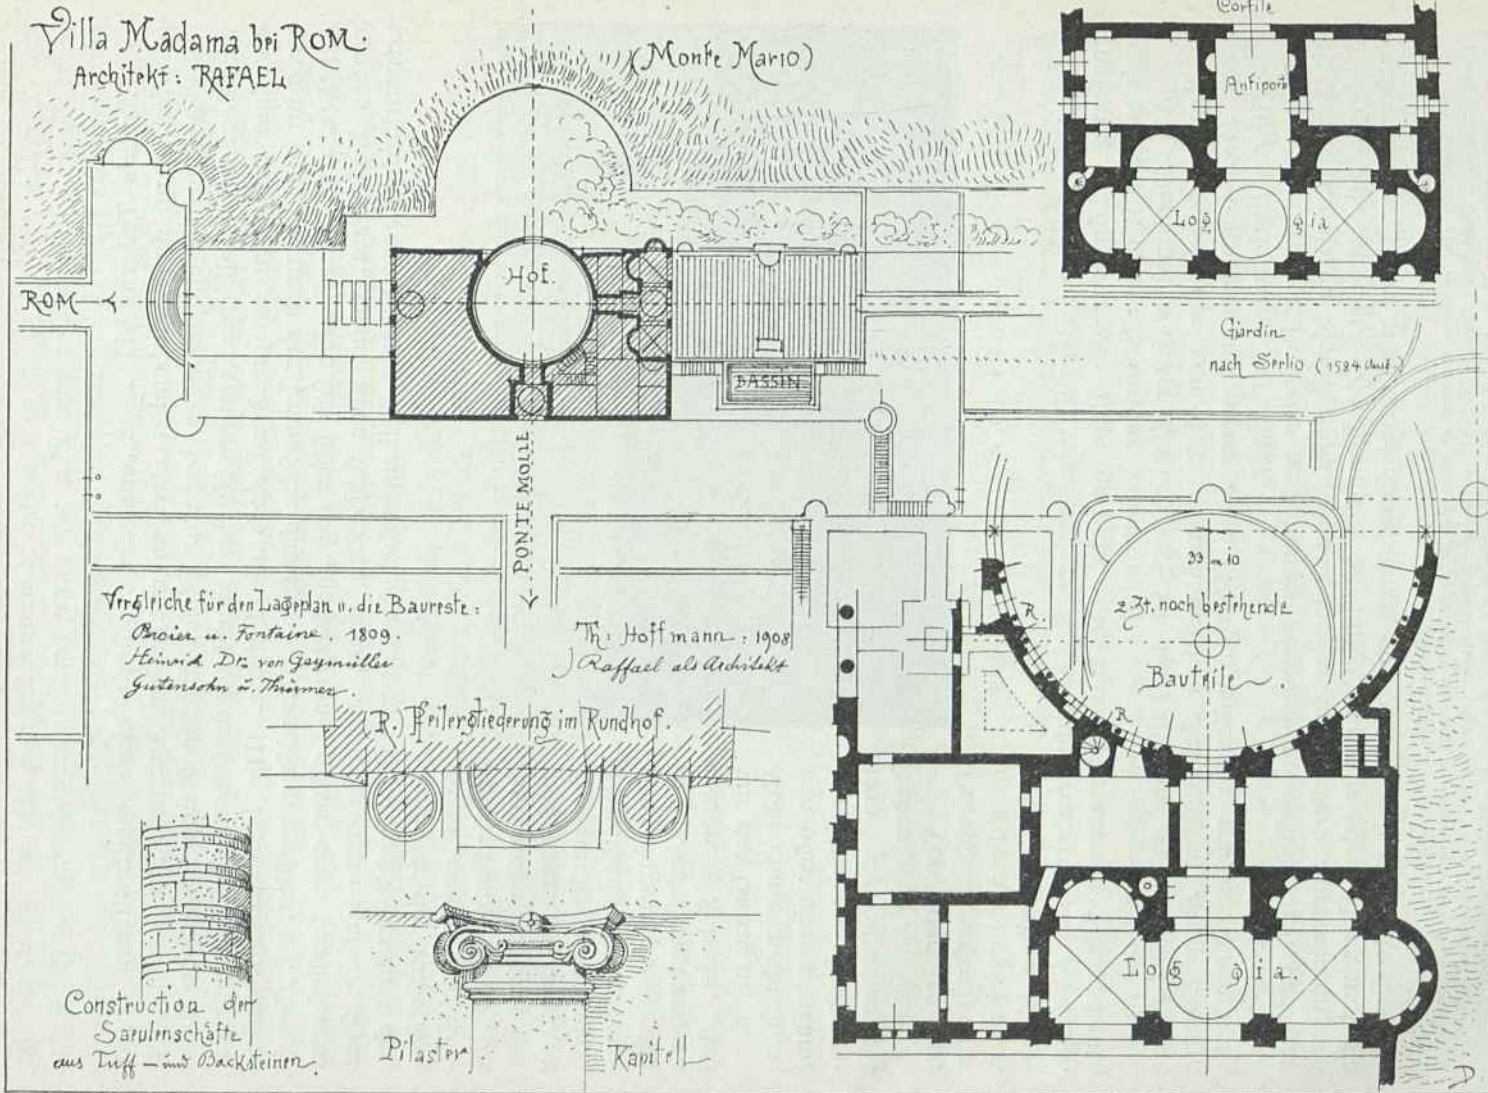 Villa Madama bei ROM:
Architekt: RAFAEL
(Monte Mario)
Cortile
Antiporto
Loggia
Giardin
nach Serlio (1584 Ausg.)
ROM
Hof.
BASSIN
PONTE MOLLE
Vergleiche für den Lageplan u. die Baureste:
Percier u. Fontaine. 1809.
Heinrich Dr. von Geymüller
Gutensohn u. Thürmer.
Th: Hoffmann: 1908
Raffael als Architekt
33 m 10
z. Zt. noch bestehende
Bauteile.
R.
R
(R.) Pfeilergliederung im Rundhof.
Loggia.
Construction der
Saeulenschäfte
aus Tuff- und Backsteinen.
Pilaster
Kapitell
D